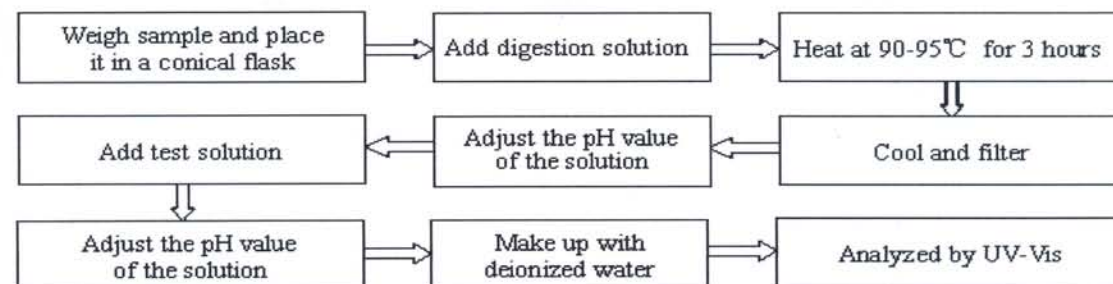 Weigh sample and place
it in a conical flask
Add digestion solution
Heat at 90-95℃ for 3 hours
Cool and filter
Adjust the pH value
of the solution
Add test solution
Adjust the pH value
of the solution
Make up with
deionized water
Analyzed by UV-Vis